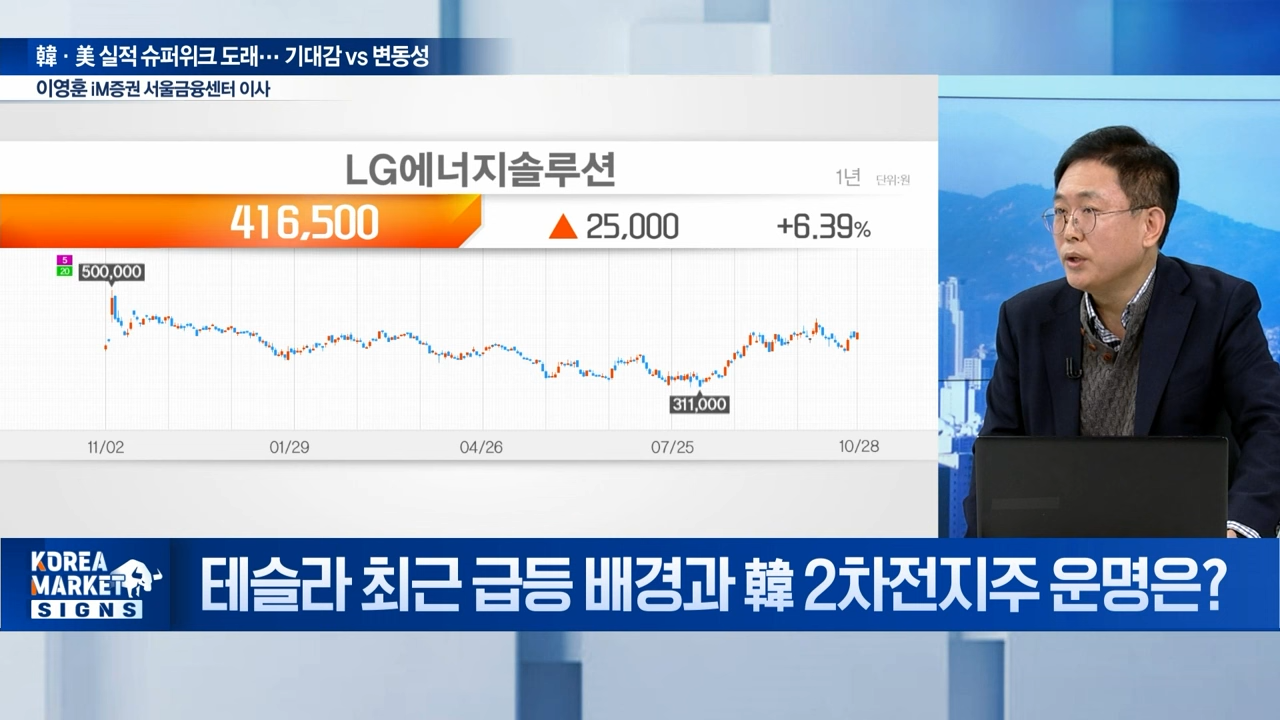 韓·美 실적 슈퍼위크 도래… 기대감 vs 변동성
이영훈 iM증권 서울금융센터 이사
LG에너지솔루션
1년 단위:원
416,500 ▲ 25,000 +6.39%
5
20
500,000
311,000
11/02 01/29 04/26 07/25 10/28
KOREA
MARKET
SIGNS
테슬라 최근 급등 배경과 韓 2차전지주 운명은?